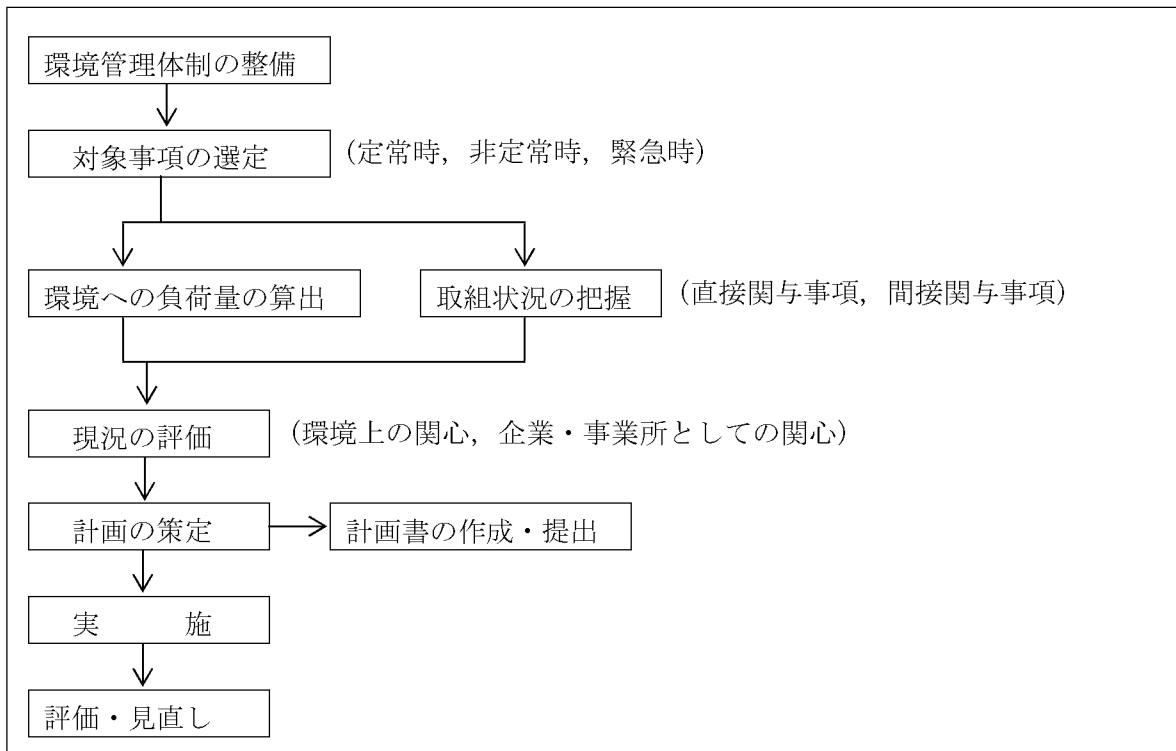 環境管理体制の整備
対象事項の選定 (定常時，非定常時，緊急時)
環境への負荷量の算出 取組状況の把握 (直接関与事項，間接関与事項)
現況の評価 (環境上の関心，企業・事業所としての関心)
計画の策定 計画書の作成・提出
実　　　施
評価・見直し